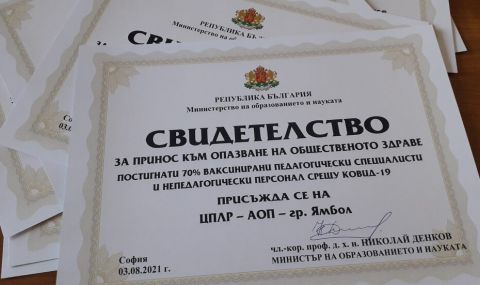 РЕПУБЛИКА БЪЛГАРИЯ
Министерство на образованието и науката
РЕПУБЛИКА БЪЛГАРИЯ
Министерство на образованието и науката
СВИДЕТЕЛСТВО
ЗА ПРИНОС КЪМ ОПАЗВАНЕ НА ОБЩЕСТВЕНОТО ЗДРАВЕ
ПОСТИГНАТИ 70% ВАКСИНИРАНИ ПЕДАГОГИЧЕСКИ СПЕЦИАЛИСТИ
И НЕПЕДАГОГИЧЕСКИ ПЕРСОНАЛ СРЕЩУ КОВИД-19
ПРИСЪЖДА СЕ НА
ЦПЛР – АОП – гр. Ямбол
София
03.08.2021 г.
чл.-кор. проф. д. х. н. НИКОЛАЙ ДЕНКОВ
МИНИСТЪР НА ОБРАЗОВАНИЕТО И НАУКАТА